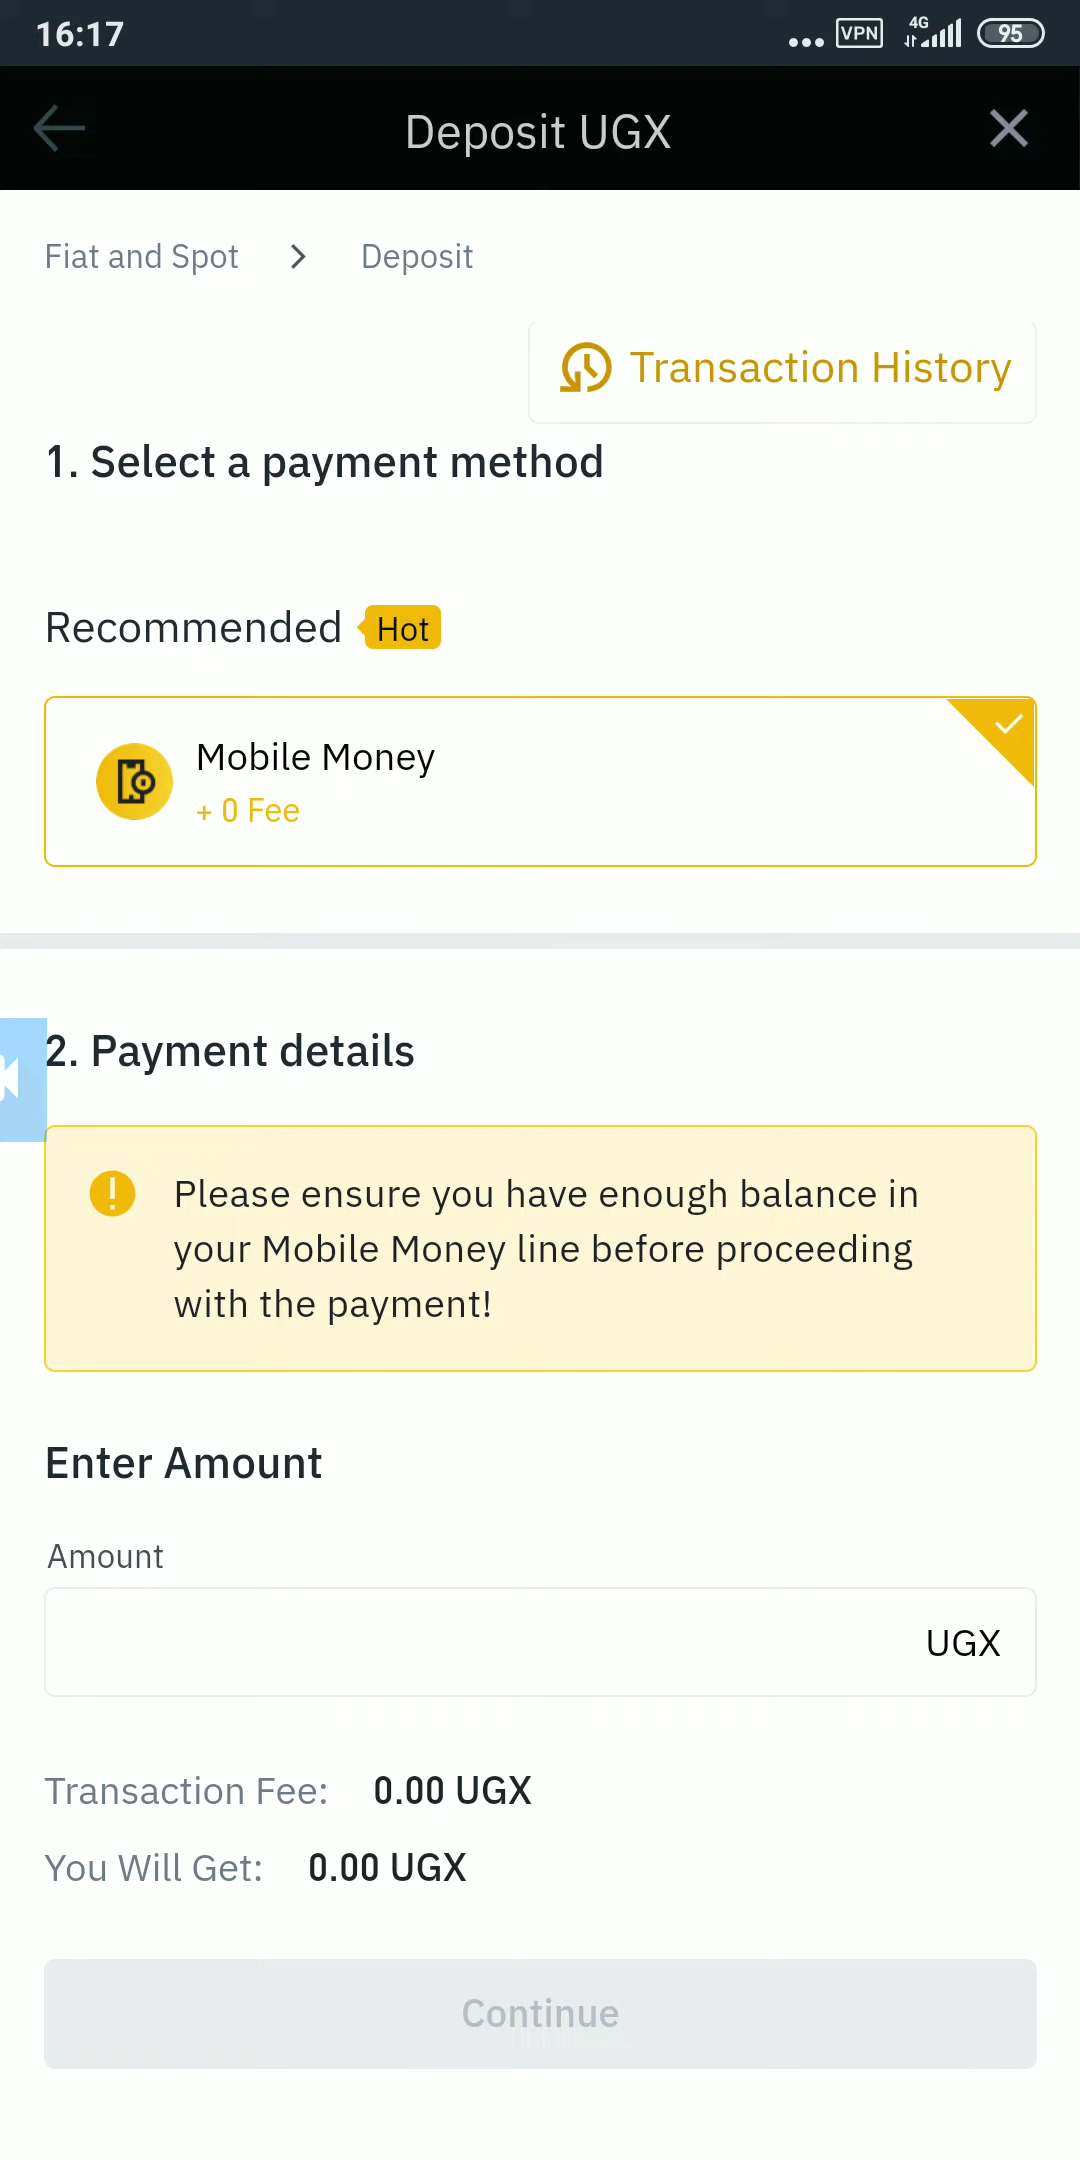 16:17
VPN
4G
95
Deposit UGX
Fiat and Spot
Deposit
Transaction History
1. Select a payment method
Recommended
Hot
Mobile Money
+ 0 Fee
2. Payment details
Please ensure you have enough balance in
your Mobile Money line before proceeding
with the payment!
Enter Amount
Amount
UGX
Transaction Fee: 0.00 UGX
You Will Get: 0.00 UGX
Continue